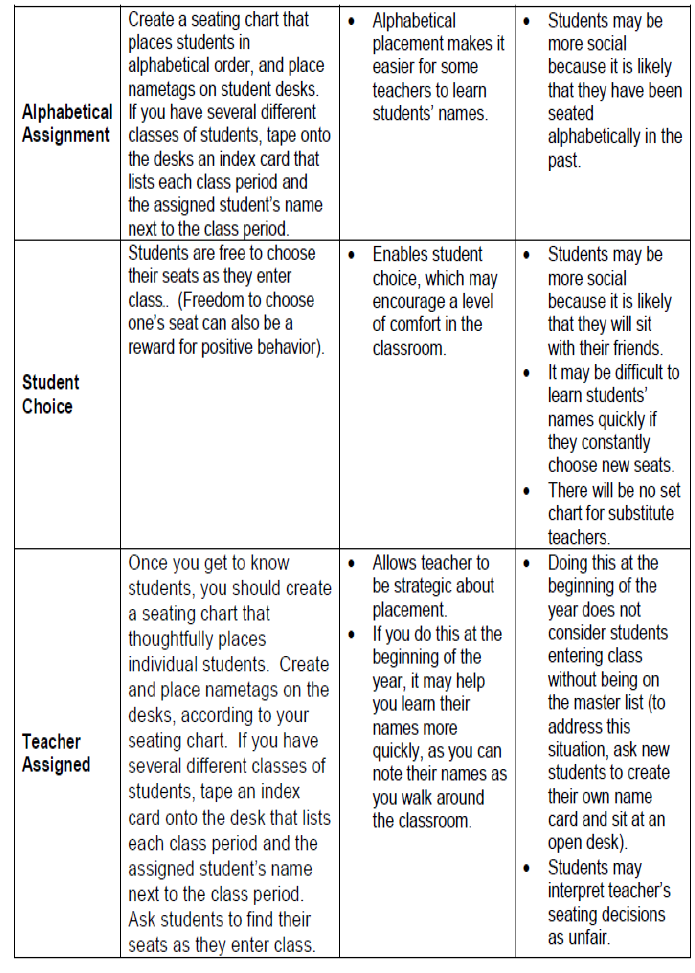 Alphabetical
Assignment
Create a seating chart that
places students in
alphabetical order, and place
nametags on student desks.
If you have several different
classes of students, tape onto
the desks an index card that
lists each class period and
the assigned student's name
next to the class period.
• Alphabetical
placement makes it
easier for some
teachers to learn
students' names.
• Students may be
more social
because it is likely
that they have been
seated
alphabetically in the
past.
Student
Choice
Students are free to choose
their seats as they enter
class.. (Freedom to choose
one's seat can also be a
reward for positive behavior).
• Enables student
choice, which may
encourage a level
of comfort in the
classroom.
• Students may be
more social
because it is likely
that they will sit
with their friends.
• It may be difficult to
learn students'
names quickly if
they constantly
choose new seats.
• There will be no set
chart for substitute
teachers.
Teacher
Assigned
Once you get to know
students, you should create
a seating chart that
thoughtfully places
individual students. Create
and place nametags on the
desks, according to your
seating chart. If you have
several different classes of
students, tape an index
card onto the desk that lists
each class period and the
assigned student's name
next to the class period.
Ask students to find their
seats as they enter class.
• Allows teacher to
be strategic about
placement.
• If you do this at the
beginning of the
year, it may help
you learn their
names more
quickly, as you can
note their names as
you walk around
the classroom.
• Doing this at the
beginning of the
year does not
consider students
entering class
without being on
the master list (to
address this
situation, ask new
students to create
their own name
card and sit at an
open desk).
• Students may
interpret teacher's
seating decisions
as unfair.